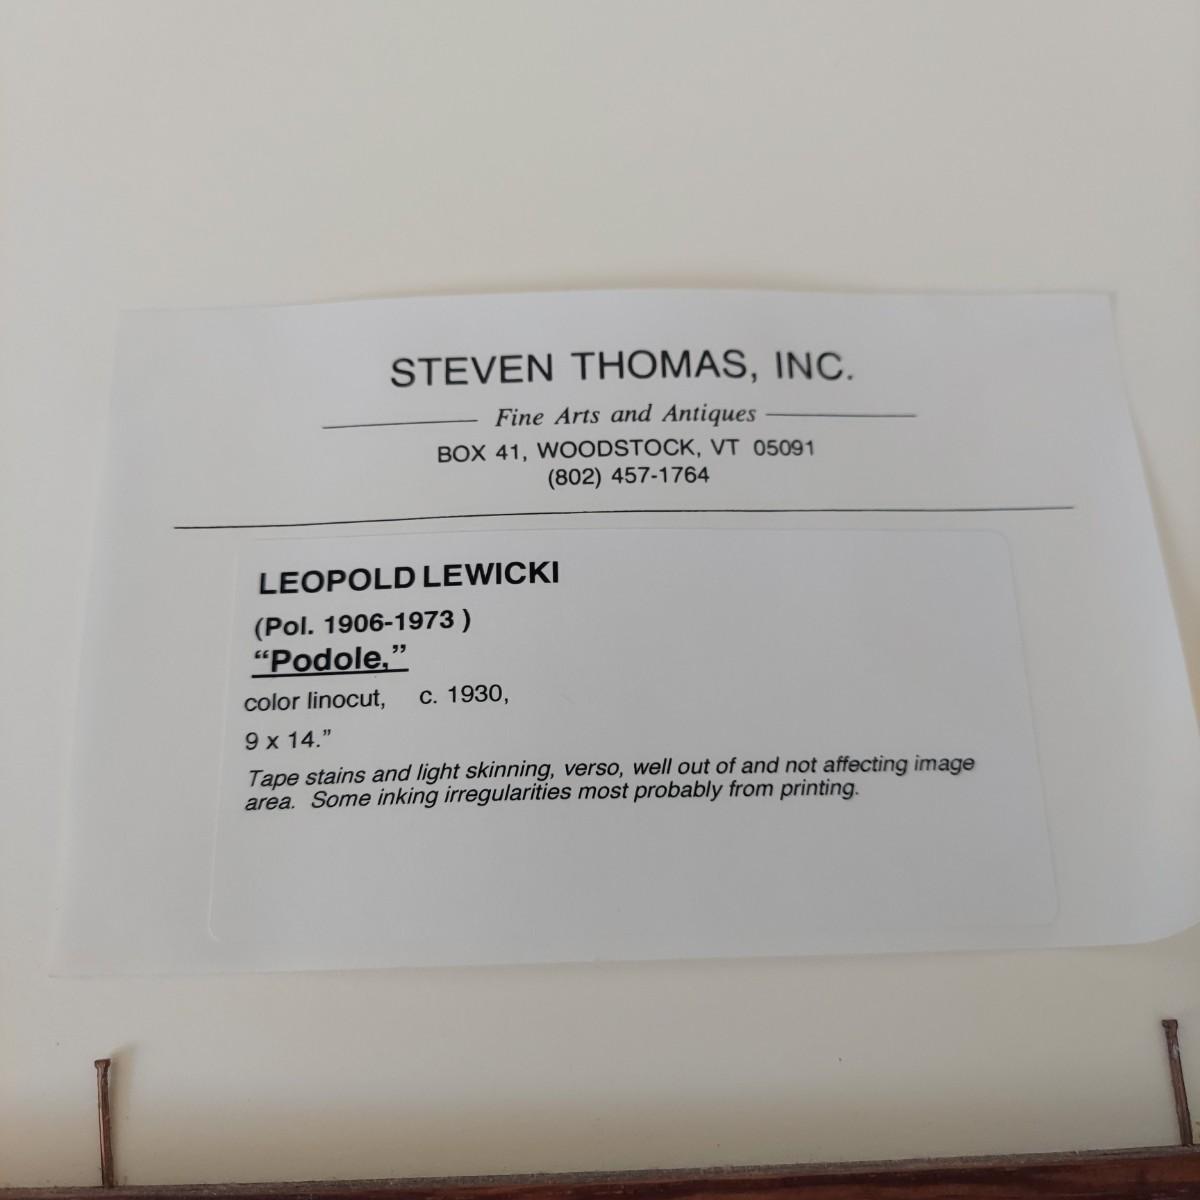 STEVEN THOMAS, INC.
Fine Arts and Antiques
BOX 41, WOODSTOCK, VT 05091
(802) 457-1764
LEOPOLD LEWICKI
(Pol. 1906-1973 )
“Podole,”
color linocut, c. 1930,
9 x 14.”
Tape stains and light skinning, verso, well out of and not affecting image
area. Some inking irregularities most probably from printing.